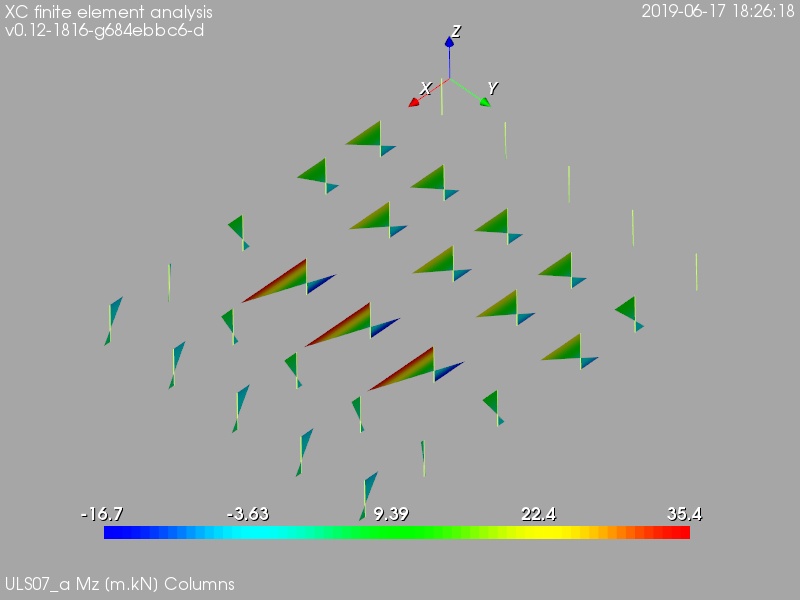 XC finite element analysis
v0.12-1816-g684ebbc6-d
2019-06-17 18:26:18
Z
X
Y
-16.7 -3.63 9.39 22.4 35.4
ULS07_a Mz (m.kN) Columns